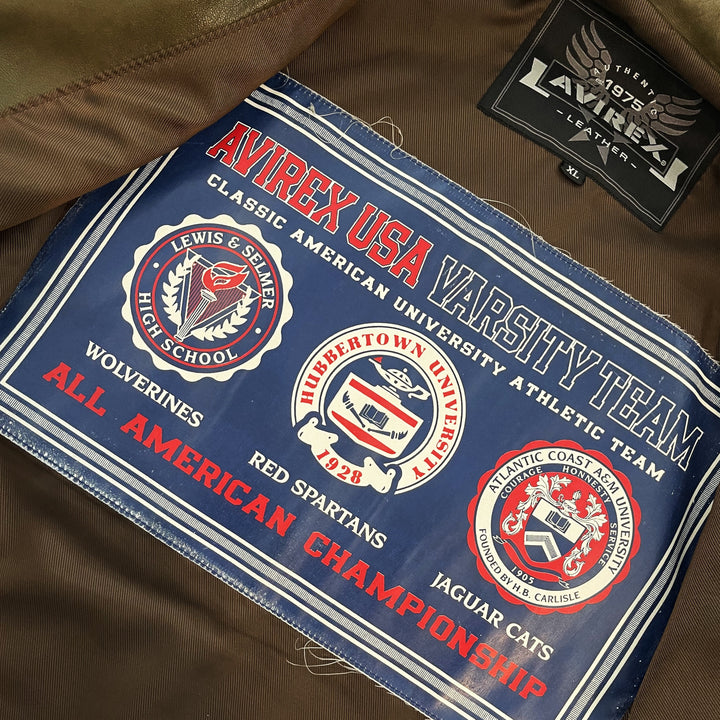 AUTHENTIC
1975
AVIREX
- LEATHER -
XL
AVIREX USA VARSITY TEAM
CLASSIC AMERICAN UNIVERSITY ATHLETIC TEAM
LEWIS & SELMER
HIGH SCHOOL
WOLVERINES
HUBBERTOWN UNIVERSITY
1928
RED SPARTANS
ATLANTIC COAST A&M UNIVERSITY
COURAGE HONNESTY SERVICE
1905
FOUNDED BY H.B. CARLISLE
JAGUAR CATS
ALL AMERICAN CHAMPIONSHIP